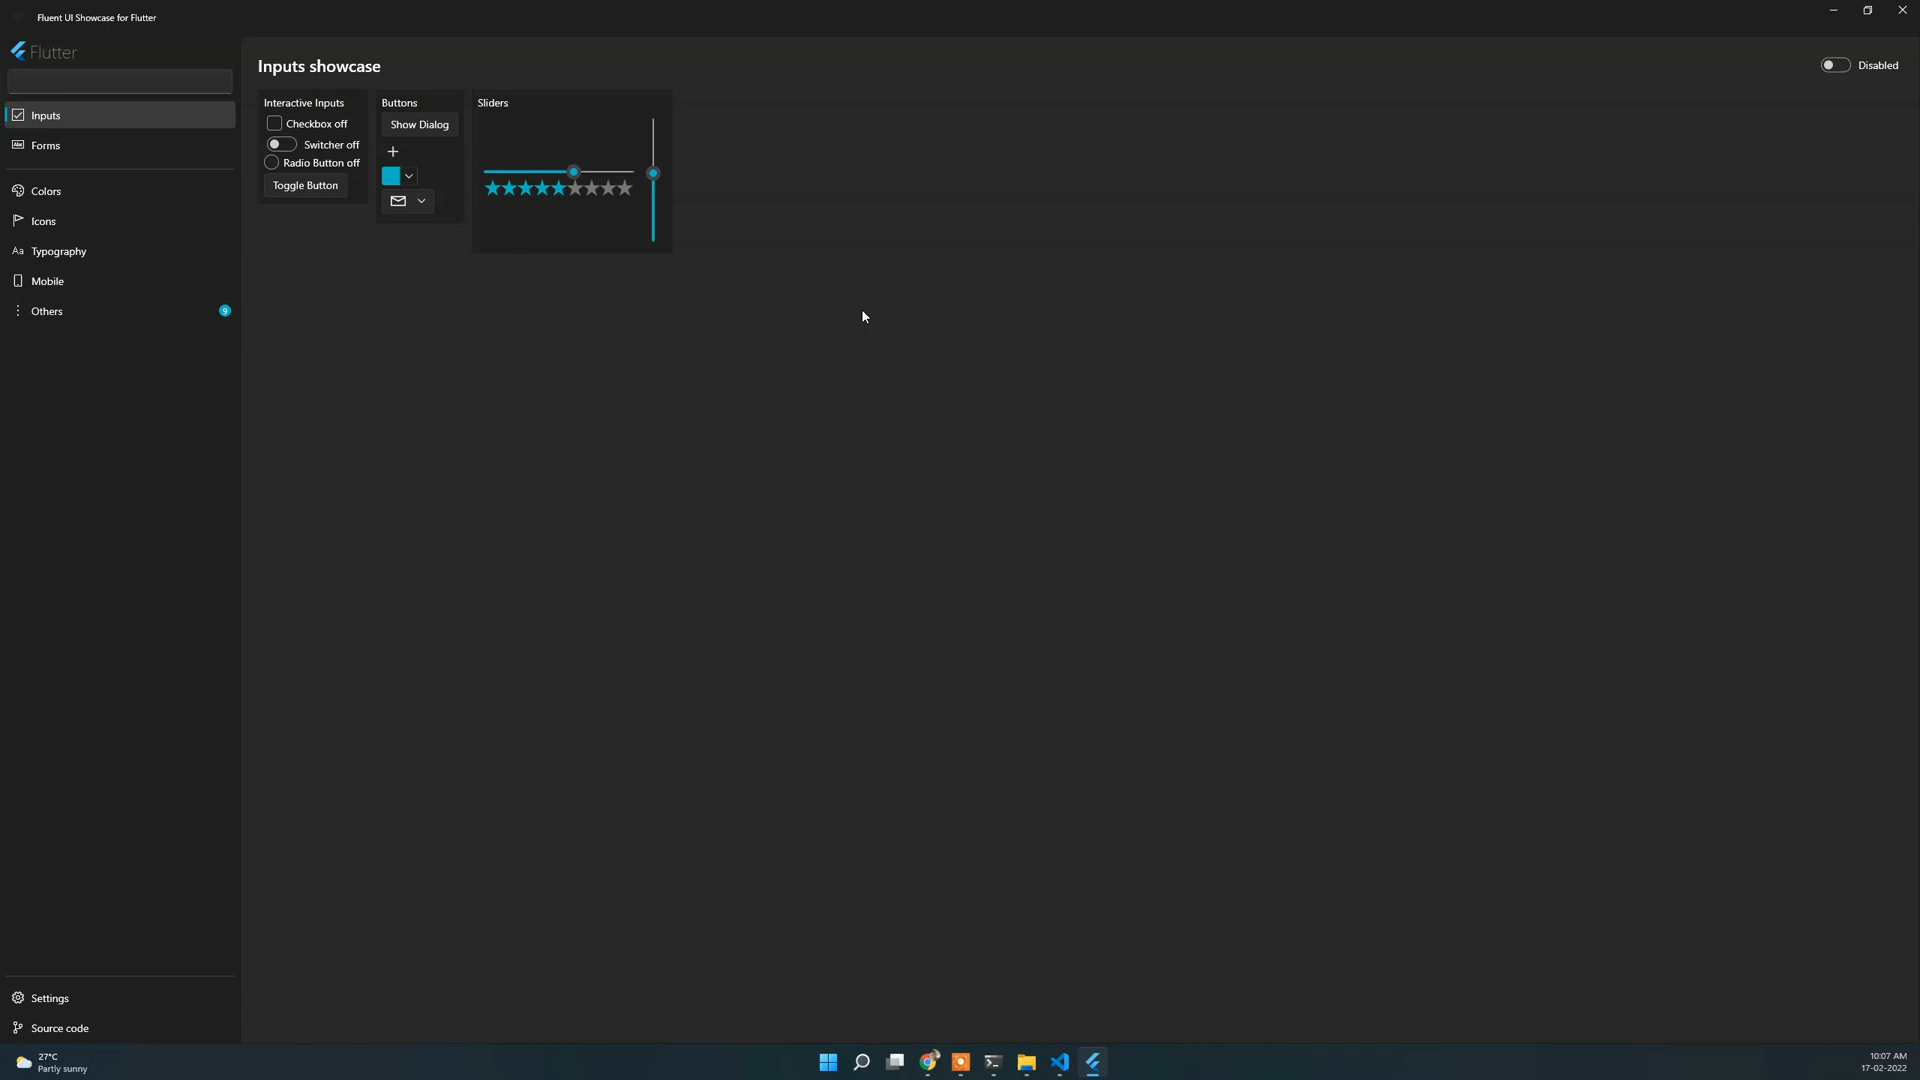 Fluent UI Showcase for Flutter
Flutter
Inputs
Forms
Colors
Icons
Aa Typography
Mobile
Others
9
Settings
Source code
Inputs showcase
Disabled
Interactive Inputs
Checkbox off
Switcher off
Radio Button off
Toggle Button
Buttons
Show Dialog
Sliders
27°C
Partly sunny
10:07 AM
17-02-2022